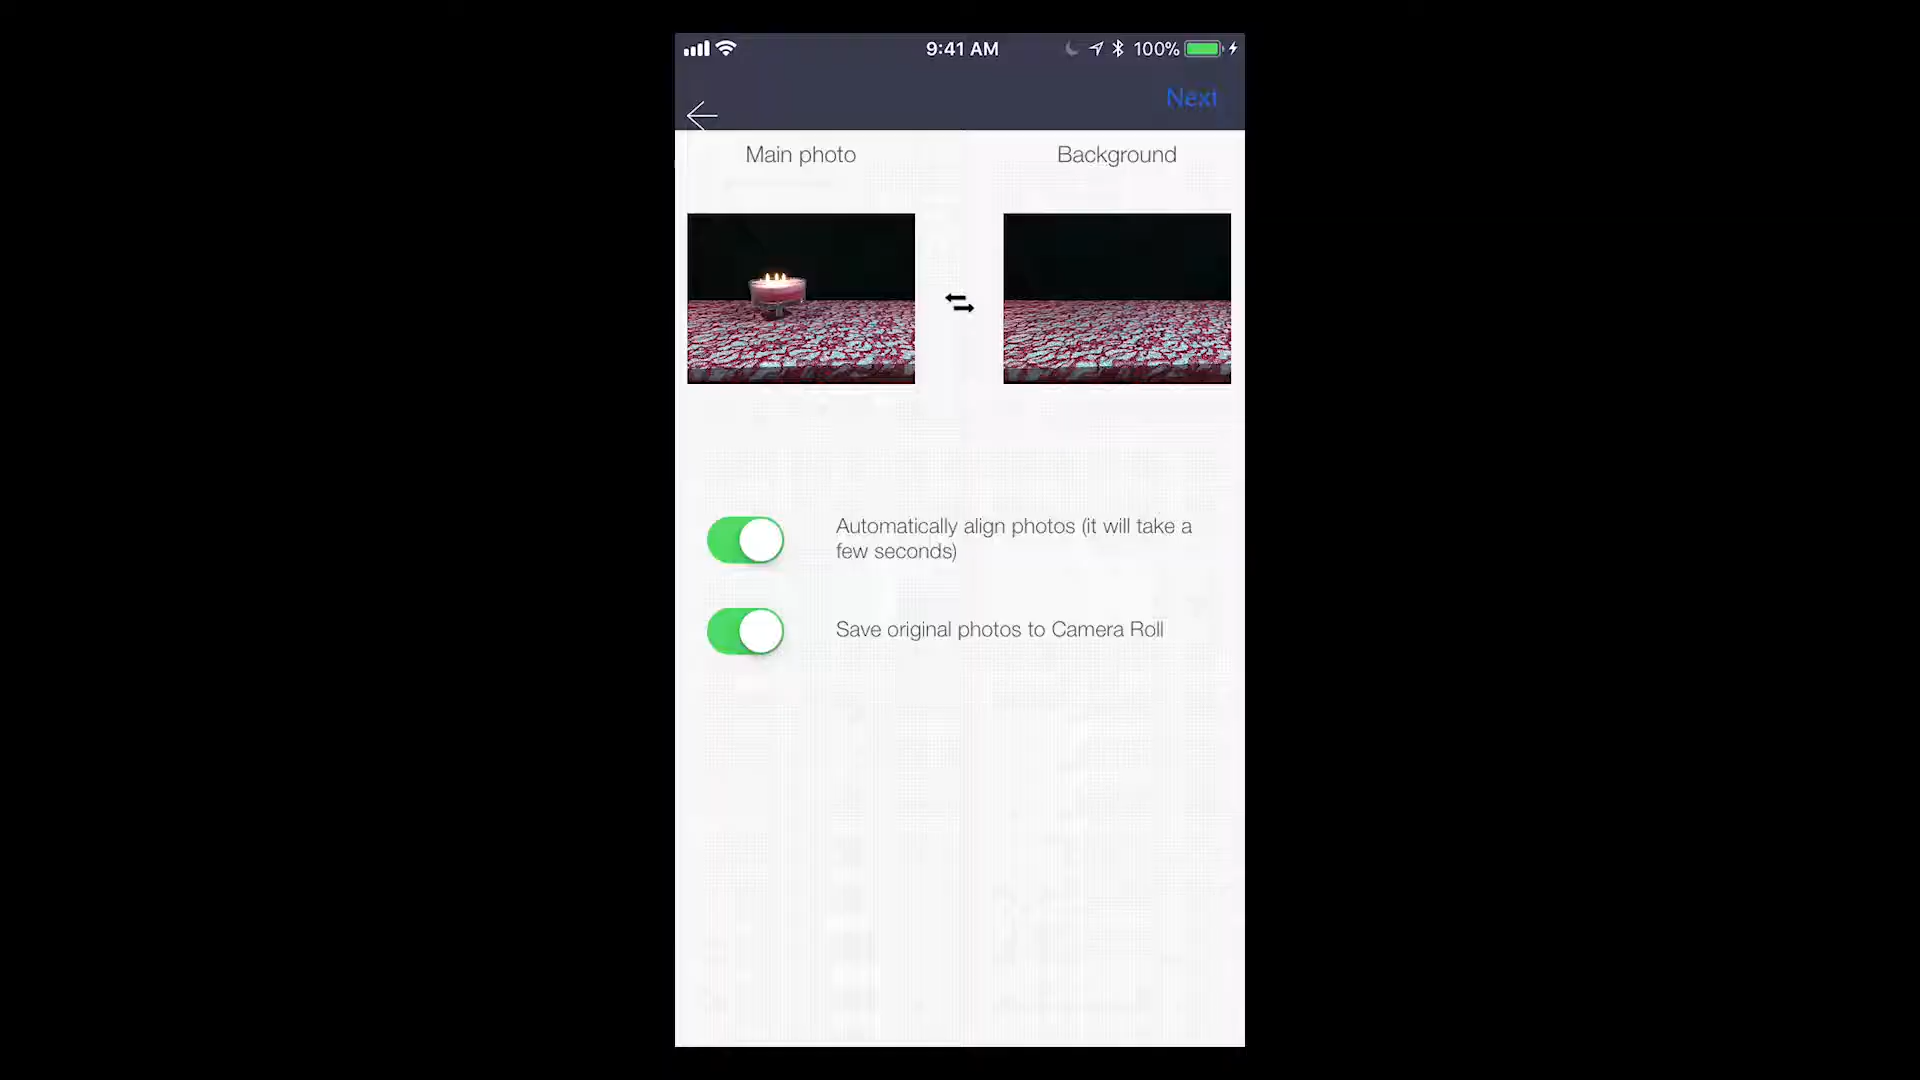 9:41 AM
100%
Next
Main photo
Background
Automatically align photos (it will take a
few seconds)
Save original photos to Camera Roll